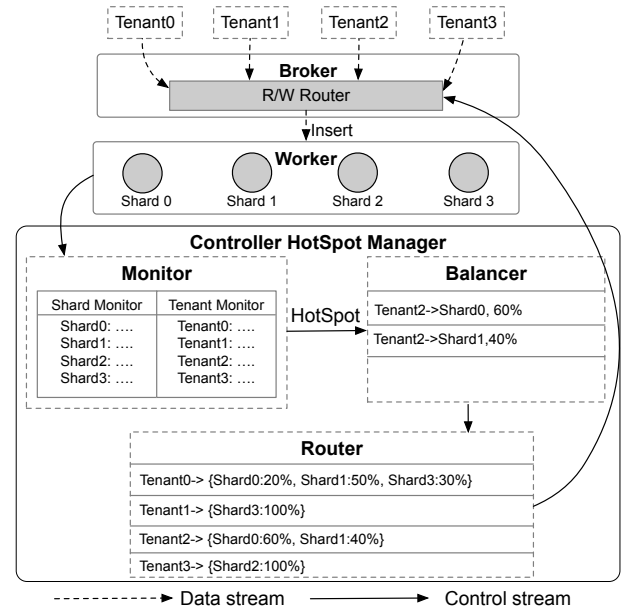 Tenant0 Tenant1 Tenant2 Tenant3
Broker
R/W Router
Insert
Worker
Shard 0 Shard 1 Shard 2 Shard 3
Controller HotSpot Manager
Monitor
Shard Monitor Tenant Monitor
Shard0: .... Tenant0: ....
Shard1: .... Tenant1: ....
Shard2: .... Tenant2: ....
Shard3: .... Tenant3: ....
HotSpot
Balancer
Tenant2->Shard0, 60%
Tenant2->Shard1,40%
Router
Tenant0-> {Shard0:20%, Shard1:50%, Shard3:30%}
Tenant1-> {Shard3:100%}
Tenant2-> {Shard0:60%, Shard1:40%}
Tenant3-> {Shard2:100%}
Data stream Control stream